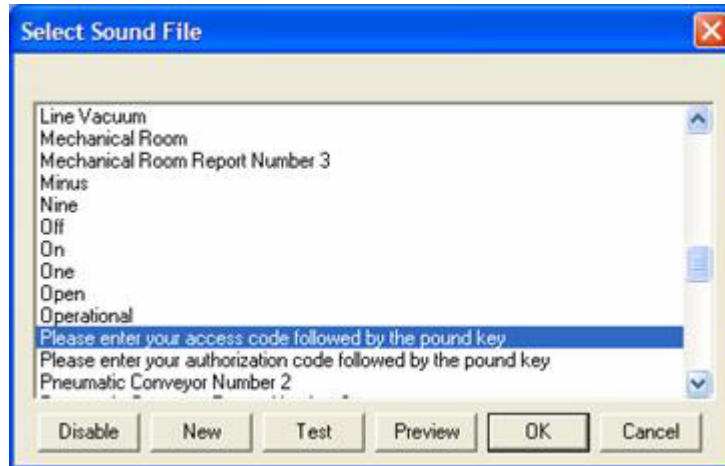 Select Sound File
Line Vacuum
Mechanical Room
Mechanical Room Report Number 3
Minus
Nine
Off
On
One
Open
Operational
Please enter your access code followed by the pound key
Please enter your authorization code followed by the pound key
Pneumatic Conveyor Number 2
Disable New Test Preview OK Cancel